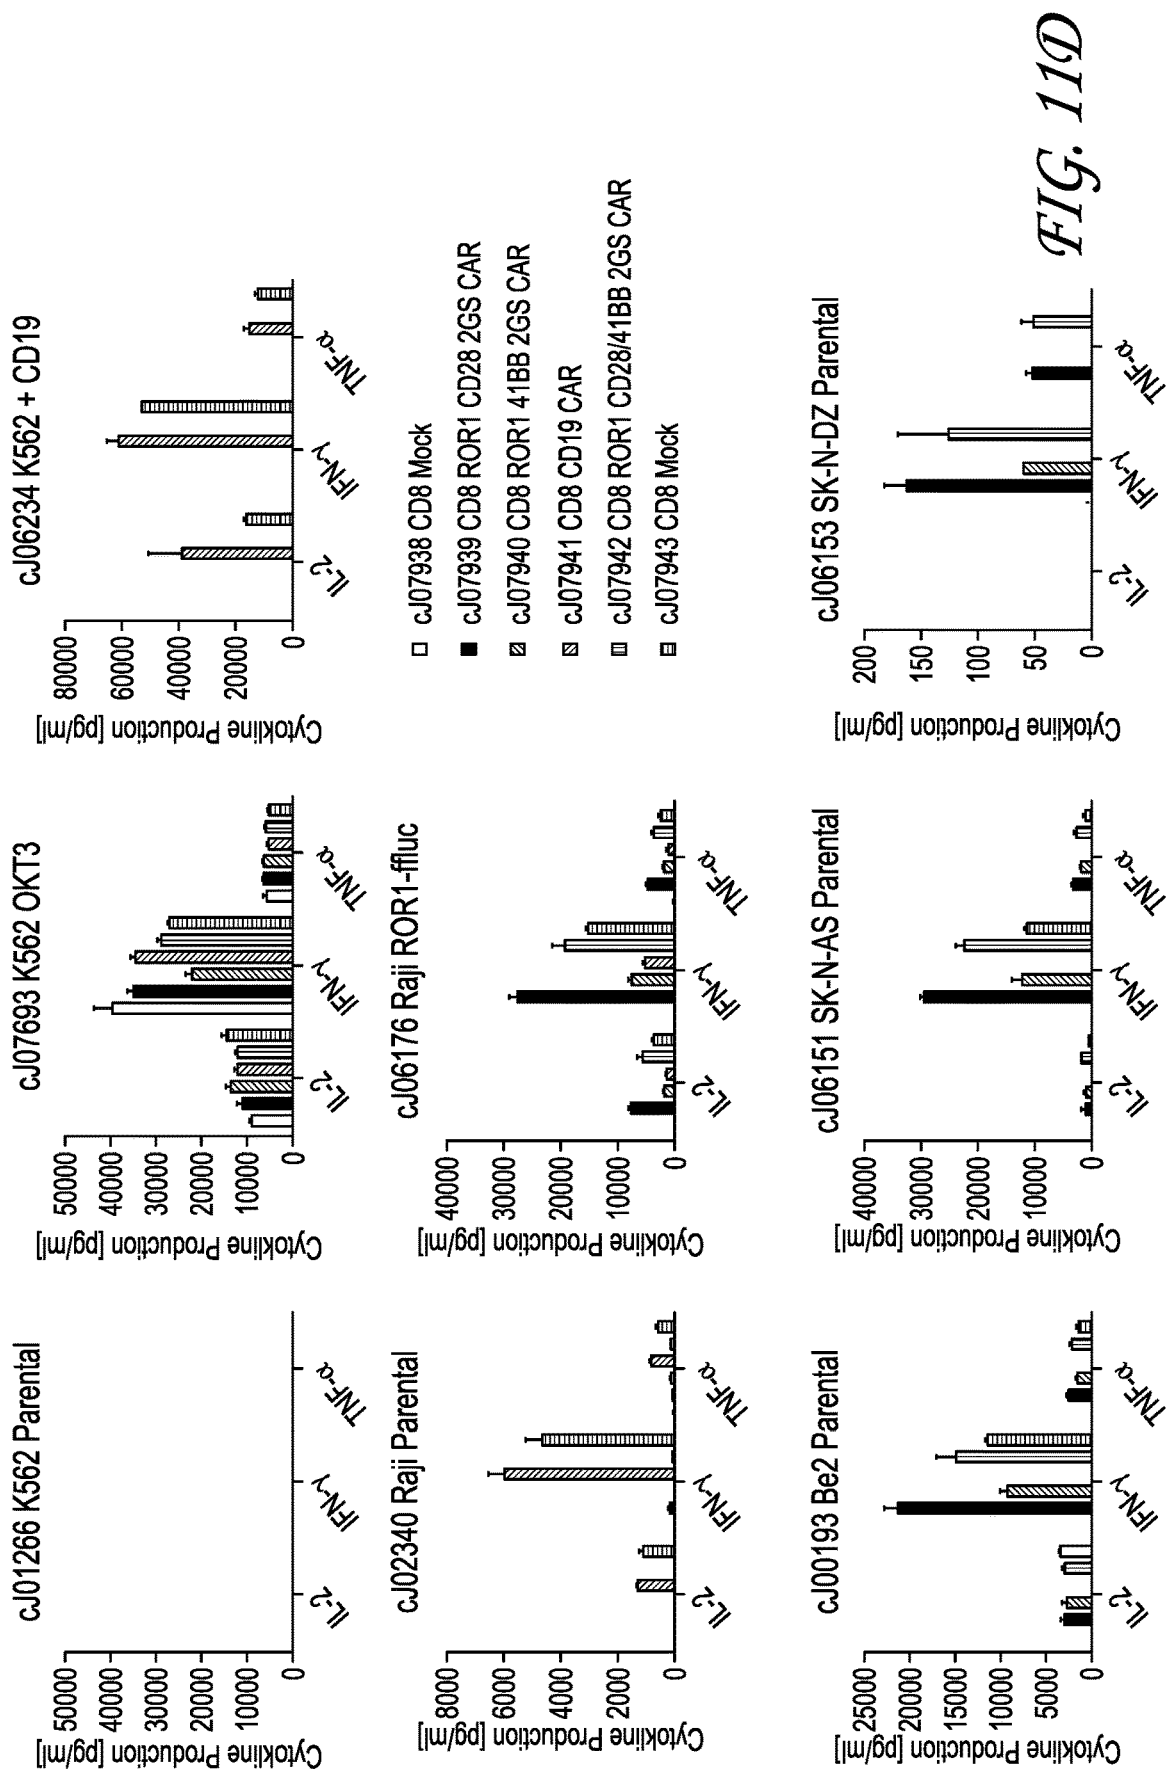 cJ01266 K562 Parental
Cytokline Production [pg/ml]
50000
40000
30000
20000
10000
0
IL-2
IFN-γ
TNF-α
cJ07693 K562 OKT3
Cytokline Production [pg/ml]
50000
40000
30000
20000
10000
0
IL-2
IFN-γ
TNF-α
cJ06234 K562 + CD19
Cytokline Production [pg/ml]
80000
60000
40000
20000
0
IL-2
IFN-γ
TNF-α
cJ02340 Raji Parental
Cytokline Production [pg/ml]
8000
6000
4000
2000
0
IL-2
IFN-γ
TNF-α
cJ06176 Raji ROR1-ffluc
Cytokline Production [pg/ml]
40000
30000
20000
10000
0
IL-2
IFN-γ
TNF-α
cJ07938 CD8 Mock
cJ07939 CD8 ROR1 CD28 2GS CAR
cJ07940 CD8 ROR1 41BB 2GS CAR
cJ07941 CD8 CD19 CAR
cJ07942 CD8 ROR1 CD28/41BB 2GS CAR
cJ07943 CD8 Mock
cJ00193 Be2 Parental
Cytokline Production [pg/ml]
25000
20000
15000
10000
5000
0
IL-2
IFN-γ
TNF-α
cJ06151 SK-N-AS Parental
Cytokline Production [pg/ml]
40000
30000
20000
10000
0
IL-2
IFN-γ
TNF-α
cJ06153 SK-N-DZ Parental
Cytokline Production [pg/ml]
200
150
100
50
0
IL-2
IFN-γ
TNF-α
FIG. 11D